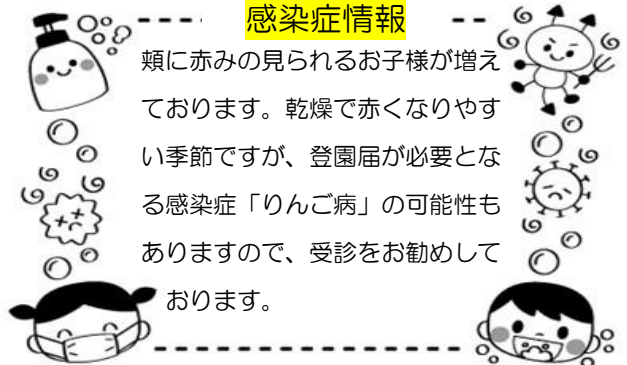 感染症情報
頬に赤みの見られるお子様が増え
ております。乾燥で赤くなりやす
い季節ですが、登園届が必要とな
る感染症「りんご病」の可能性も
ありますので、受診をお勧めして
おります。